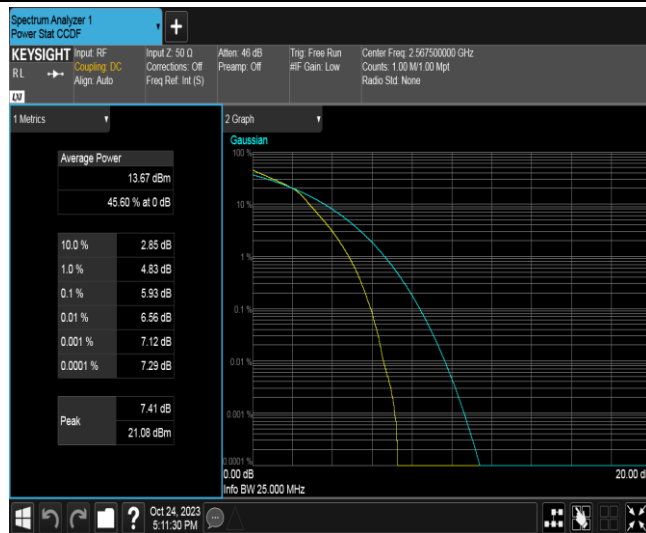 Spectrum Analyzer 1
Power Stat CCDF
+
KEYSIGHT
RL
Input: RF
Coupling: DC
Align: Auto
Input Z: 50 Ω
Corrections: Off
Freq Ref: Int (S)
Atten: 46 dB
Preamp: Off
Trig: Free Run
#IF Gain: Low
Center Freq: 2.567500000 GHz
Counts: 1.00 M/1.00 Mpt
Radio Std: None
1 Metrics
Average Power
13.67 dBm
45.60 % at 0 dB
10.0 % 2.85 dB
1.0 % 4.83 dB
0.1 % 5.93 dB
0.01 % 6.56 dB
0.001 % 7.12 dB
0.0001 % 7.29 dB
Peak
7.41 dB
21.08 dBm
2 Graph
Gaussian
100 %
10 %
1 %
0.1 %
0.01 %
0.001 %
0.0001 %
0.00 dB
20.00 d
Info BW 25.000 MHz
?
Oct 24, 2023
5:11:30 PM